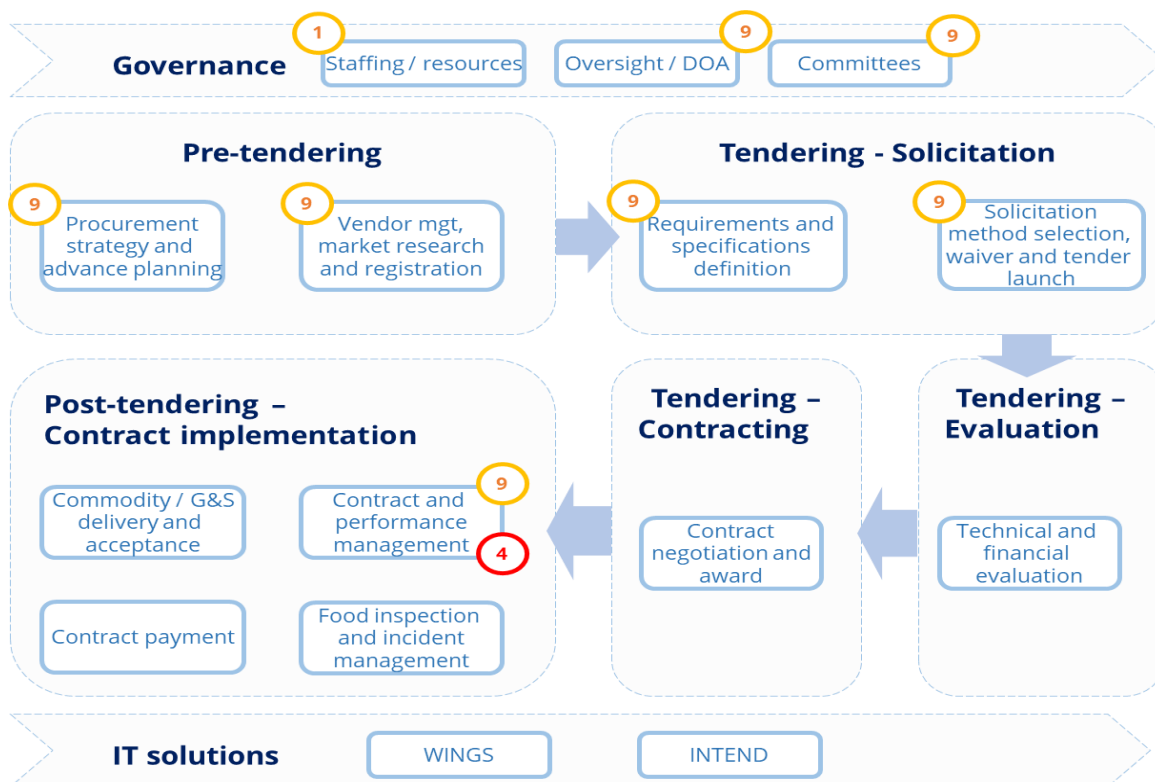 Governance
1
Staffing / resources
9
Oversight / DOA
9
Committees
Pre-tendering
9
Procurement
strategy and
advance planning
9
Vendor mgt,
market research
and registration
Tendering - Solicitation
9
Requirements and
specifications
definition
9
Solicitation
method selection,
waiver and tender
launch
Tendering –
Evaluation
Technical and
financial
evaluation
Tendering –
Contracting
Contract
negotiation and
award
Post-tendering –
Contract implementation
Commodity / G&S
delivery and
acceptance
9
Contract and
performance
management
4
Contract payment
Food inspection
and incident
management
IT solutions
WINGS
INTEND